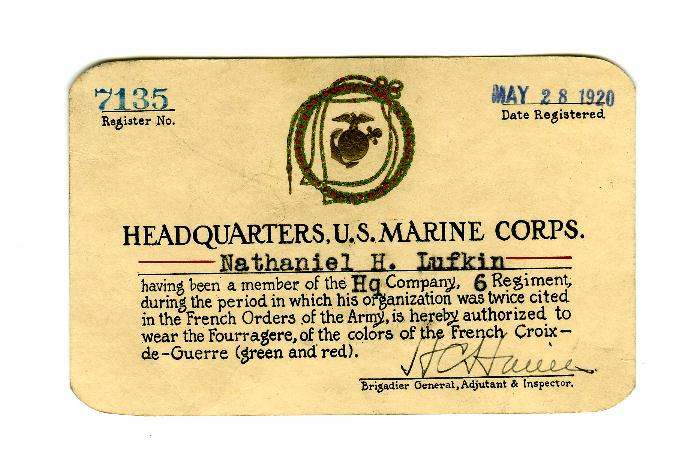 7135
Register No.
MAY 28 1920
Date Registered
HEADQUARTERS, U.S. MARINE CORPS.
Nathaniel H. Lufkin
having been a member of the Hq Company, 6 Regiment,
during the period in which his organization was twice cited
in the French Orders of the Army, is hereby authorized to
wear the Fourragere, of the colors of the French Croix-
de-Guerre (green and red).
Brigadier General, Adjutant & Inspector.